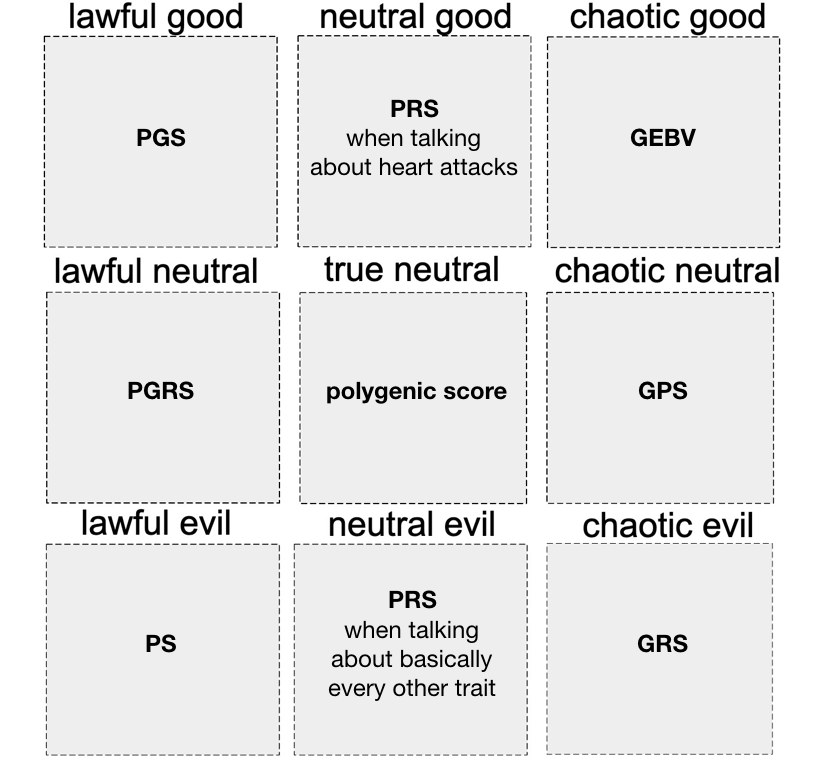 lawful good
neutral good
chaotic good
PGS
PRS
when talking
about heart attacks
GEBV
lawful neutral
true neutral
chaotic neutral
PGRS
polygenic score
GPS
lawful evil
neutral evil
chaotic evil
PS
PRS
when talking
about basically
every other trait
GRS